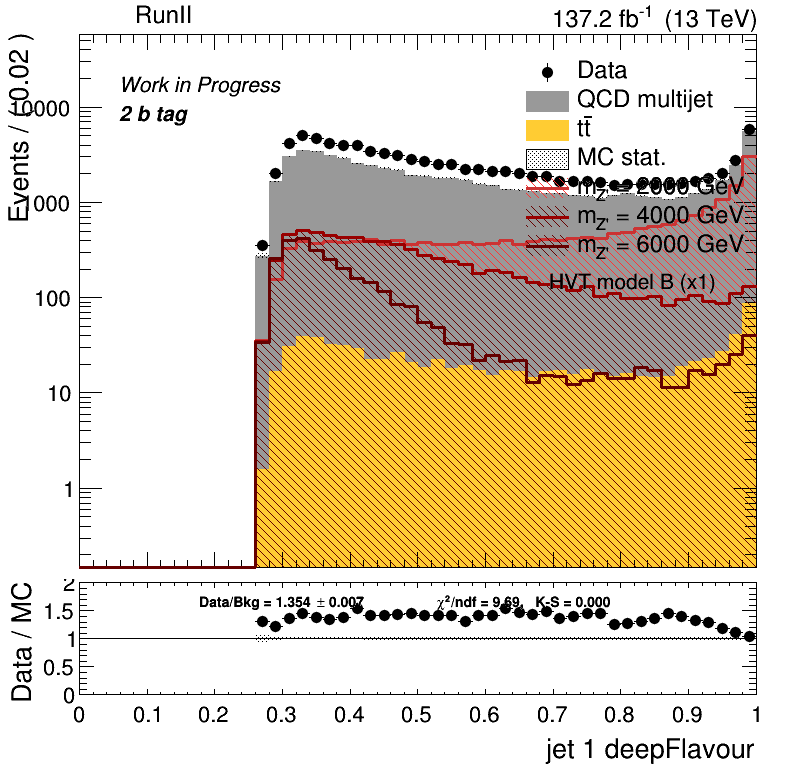 RunII
137.2 fb⁻¹ (13 TeV)
Events / ( 0.02 )
Work in Progress
2 b tag
Data
QCD multijet
tt̄
MC stat.
m_Z' = 2000 GeV
m_Z' = 4000 GeV
m_Z' = 6000 GeV
HVT model B (x1)
10000
1000
100
10
1
Data / MC
Data/Bkg = 1.354 ± 0.007
χ²/ndf = 9.69, K-S = 0.000
2
1.5
1
0.5
0
0 0.1 0.2 0.3 0.4 0.5 0.6 0.7 0.8 0.9 1
jet 1 deepFlavour